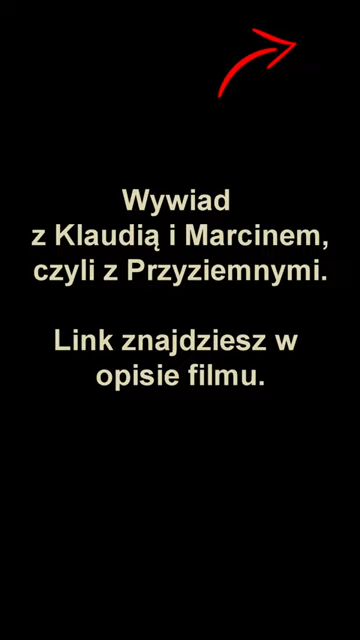 Wywiad
z Klaudią i Marcinem,
czyli z Przyziemnymi.
Link znajdziesz w
opisie filmu.